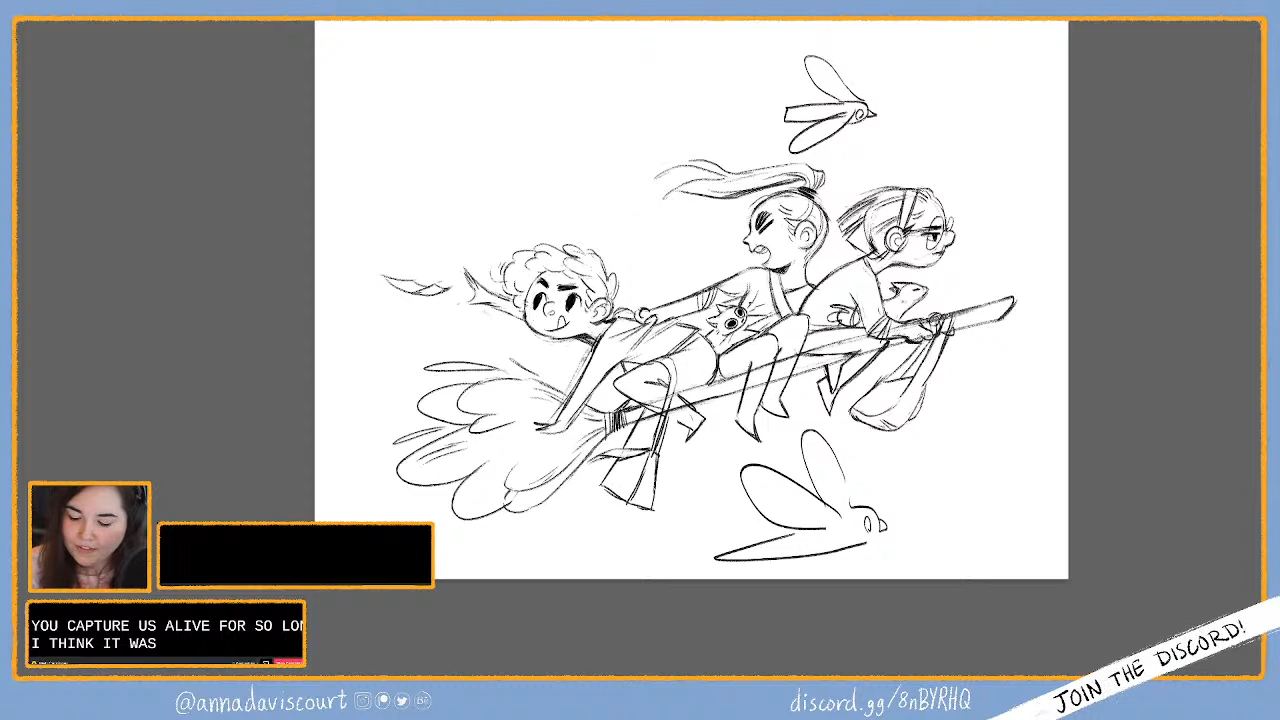 YOU CAPTURE US ALIVE FOR SO LON
I THINK IT WAS
@annadaviscourt
discord.gg/8nBYRHQ
JOIN THE DISCORD!